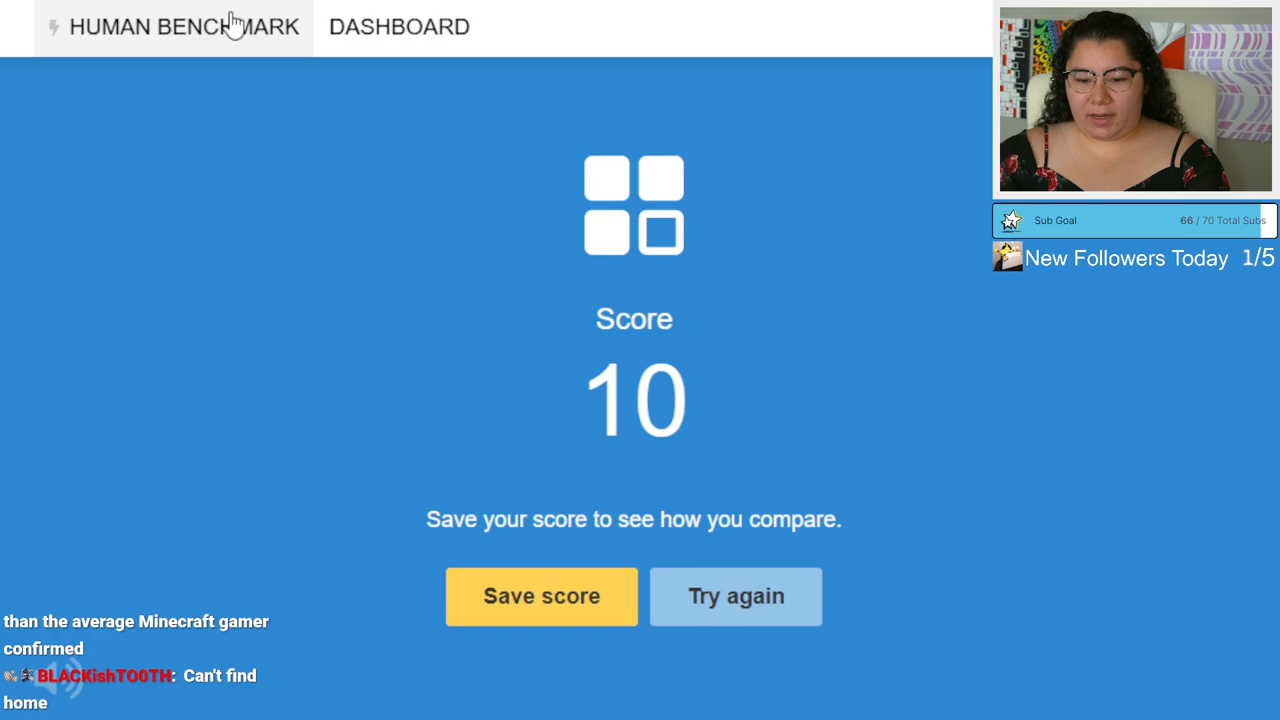 HUMAN BENCHMARK DASHBOARD
Sub Goal 66 / 70 Total Subs
New Followers Today 1/5
Score
10
Save your score to see how you compare.
Save score Try again
than the average Minecraft gamer
confirmed
BLACKishTO0TH: Can't find
home